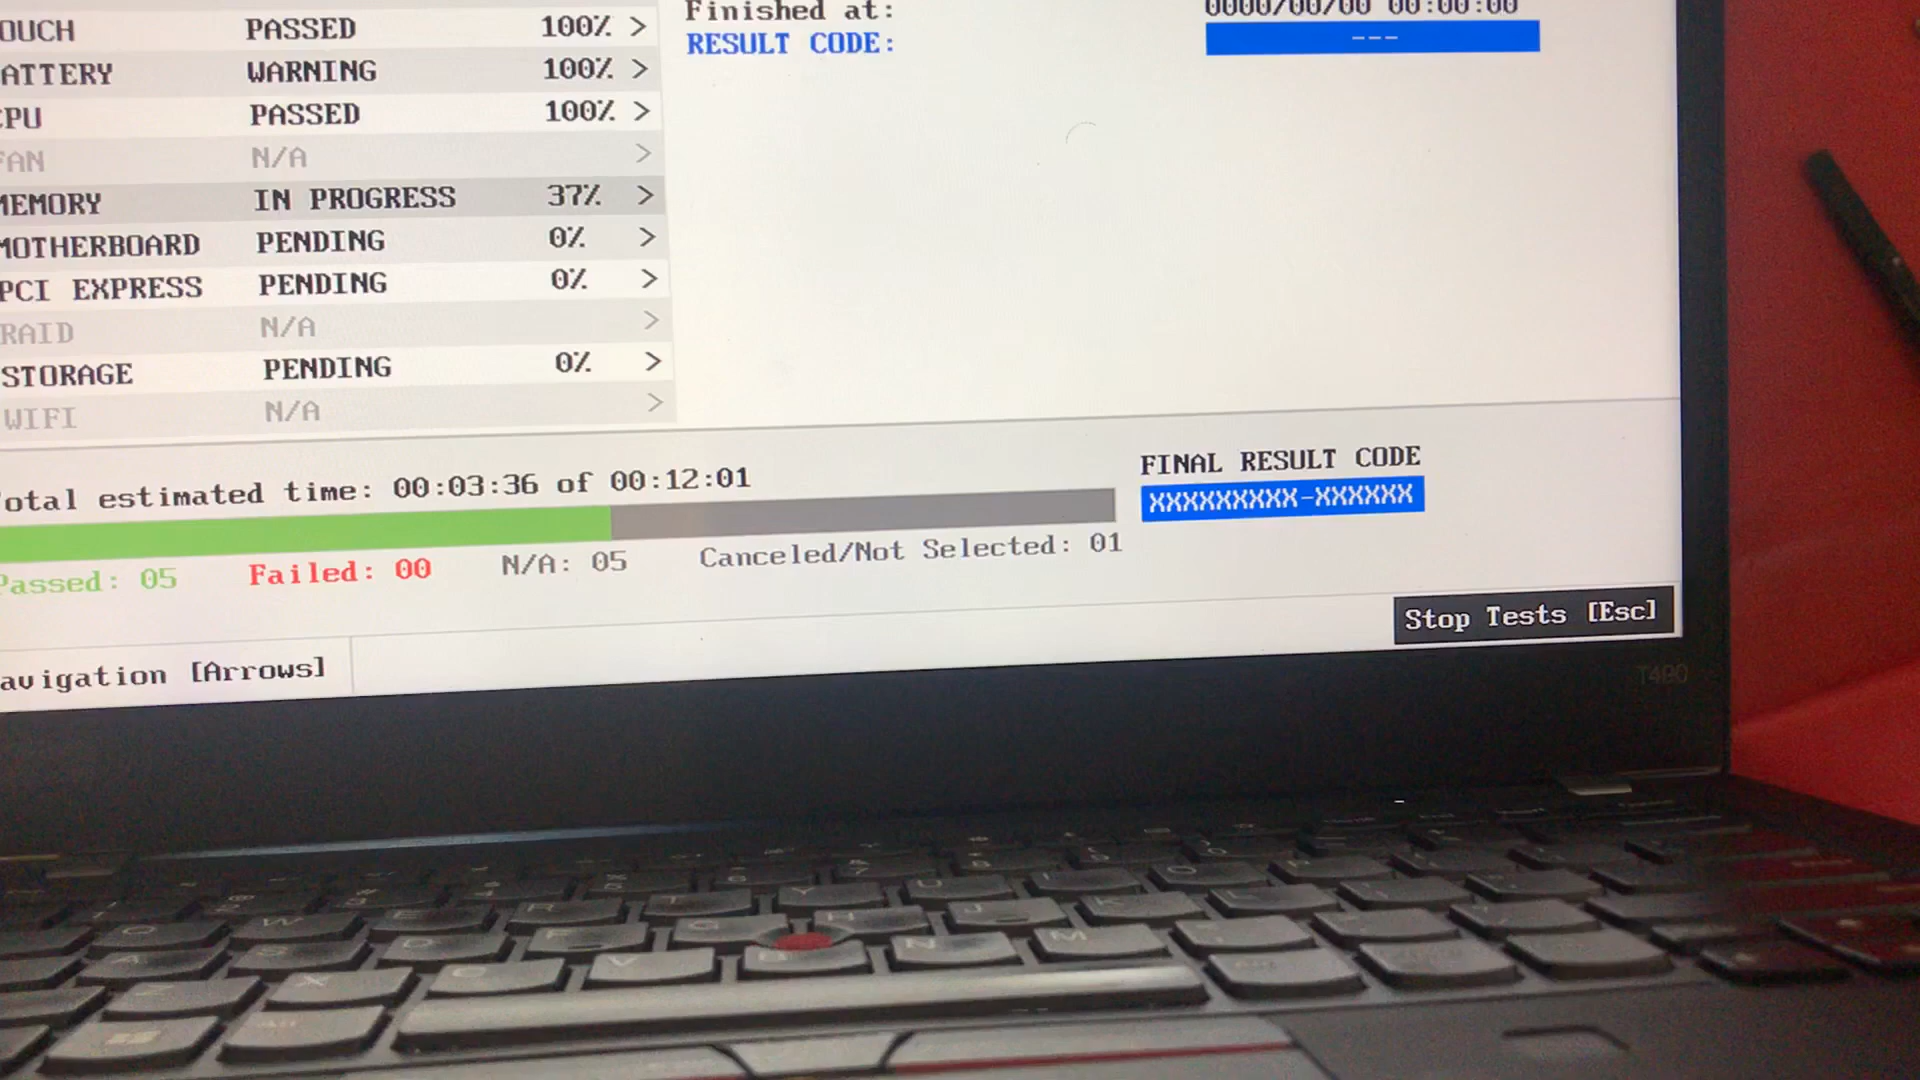 OUCH PASSED 100% >
ATTERY WARNING 100% >
CPU PASSED 100% >
FAN N/A >
MEMORY IN PROGRESS 37% >
MOTHERBOARD PENDING 0% >
PCI EXPRESS PENDING 0% >
RAID N/A >
STORAGE PENDING 0% >
WIFI N/A >
Finished at: 0000/00/00 00:00:00
RESULT CODE: ---
otal estimated time: 00:03:36 of 00:12:01
Passed: 05 Failed: 00 N/A: 05 Canceled/Not Selected: 01
FINAL RESULT CODE
XXXXXXXXX-XXXXXX
Stop Tests [Esc]
avigation [Arrows]
T480